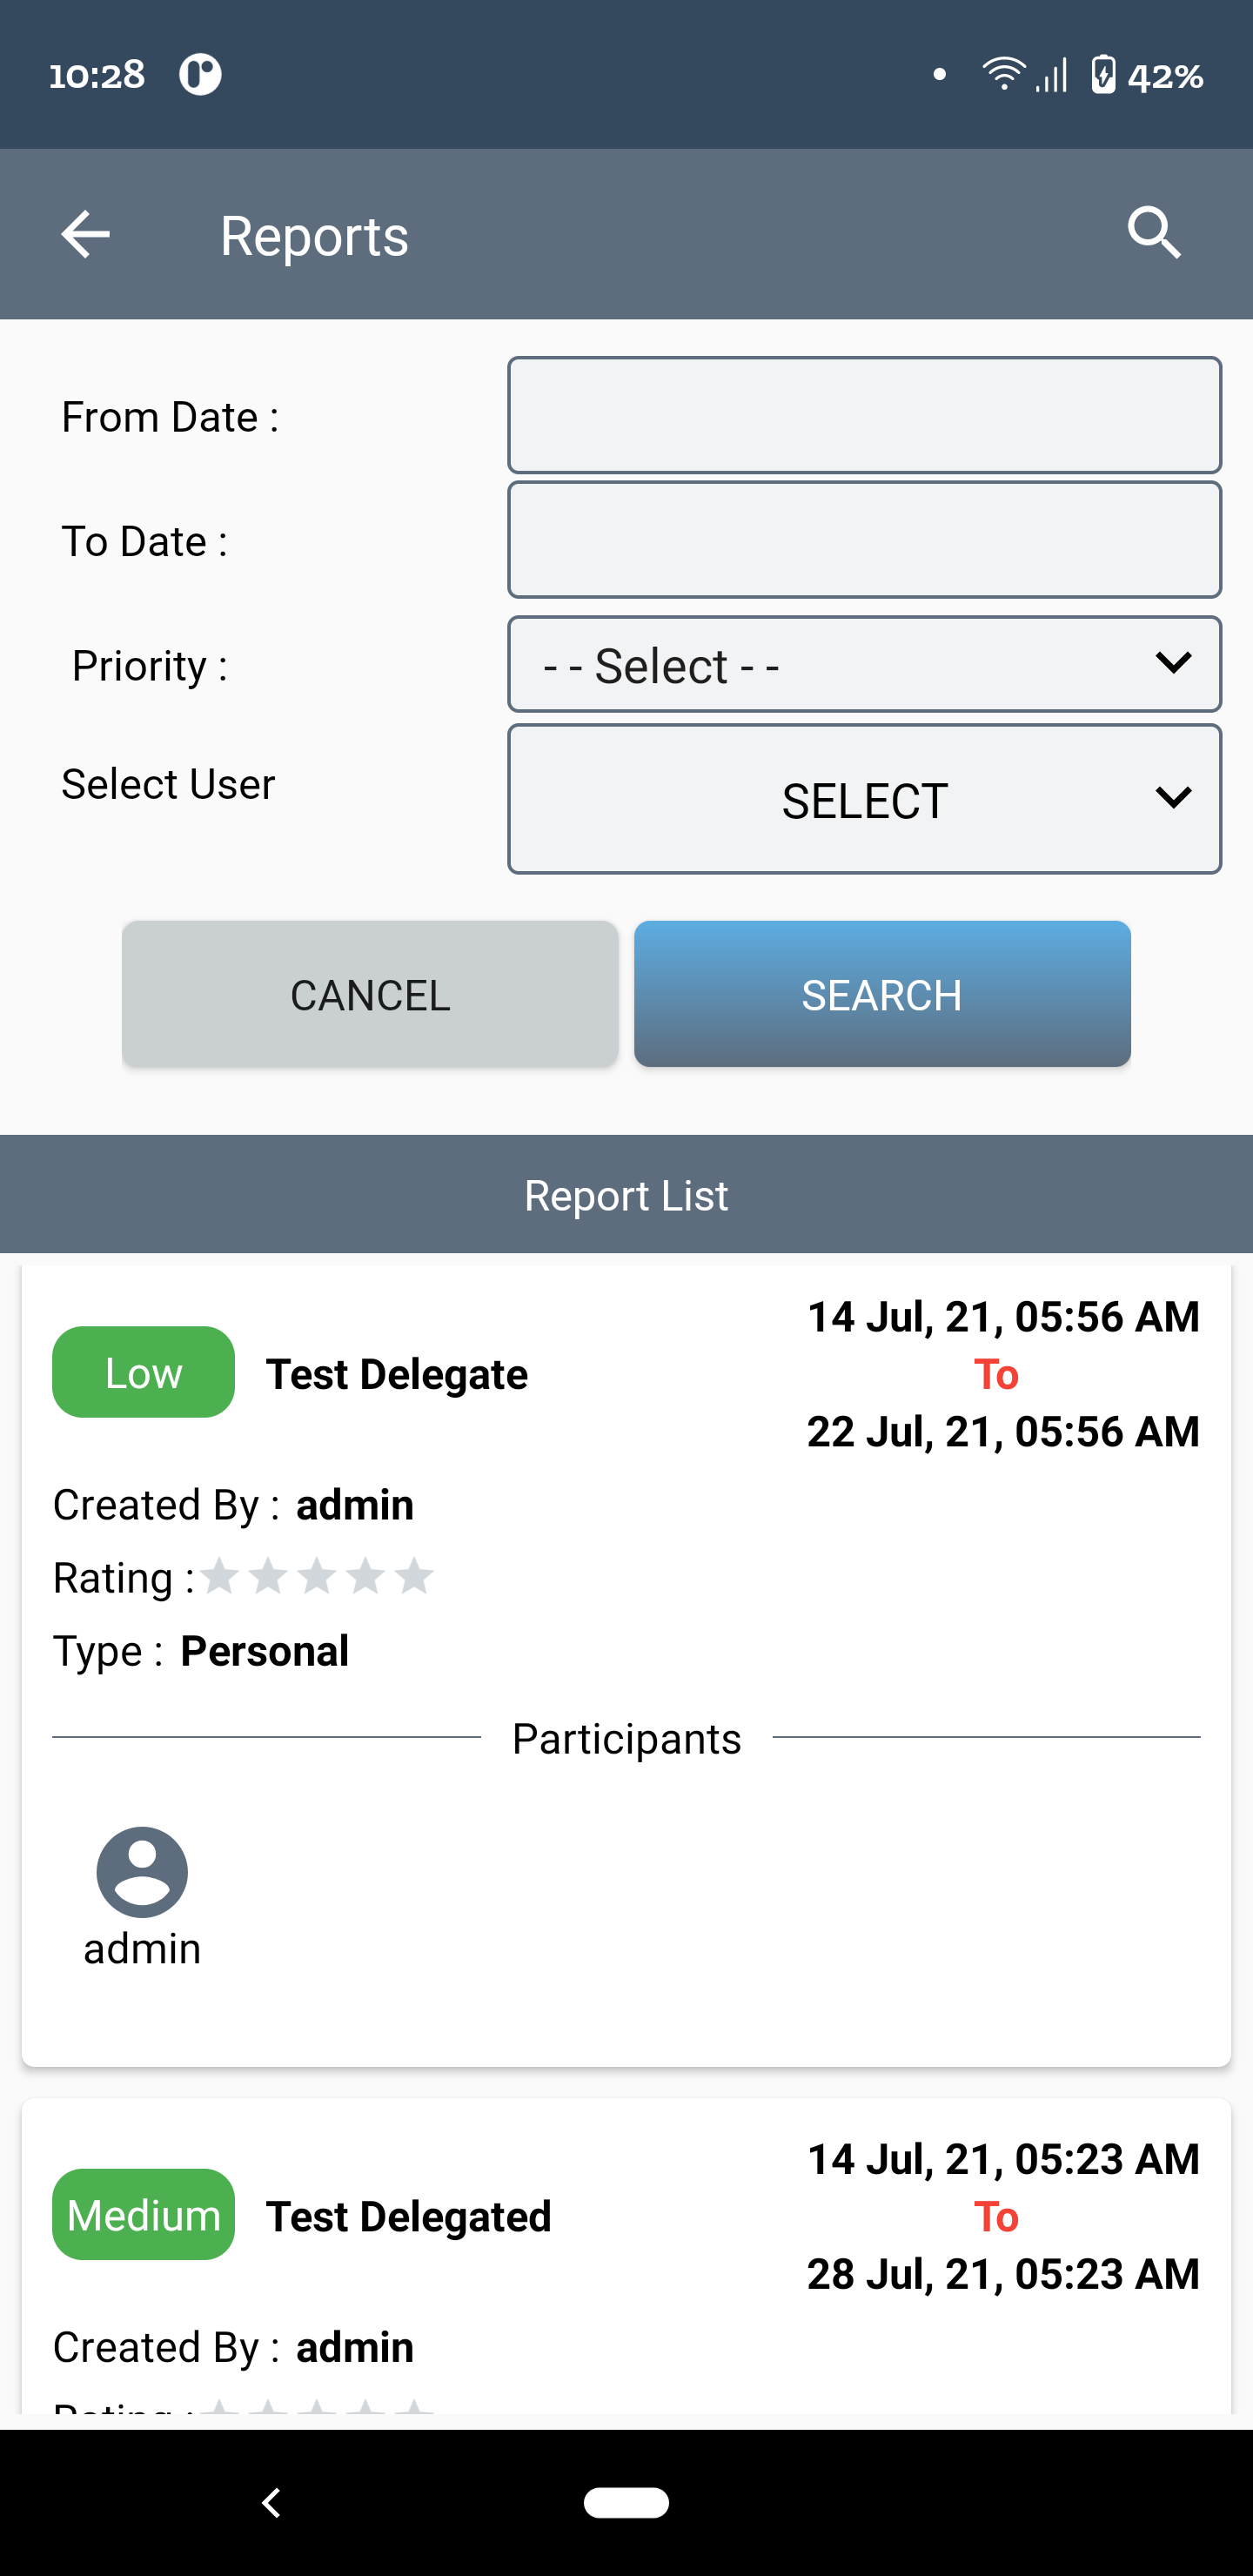 10:28 42%
Reports
From Date :
To Date :
Priority : - - Select - -
Select User SELECT
CANCEL SEARCH
Report List
14 Jul, 21, 05:56 AM
Low Test Delegate To
22 Jul, 21, 05:56 AM
Created By : admin
Rating :
Type : Personal
Participants
admin
14 Jul, 21, 05:23 AM
Medium Test Delegated To
28 Jul, 21, 05:23 AM
Created By : admin
Rating :